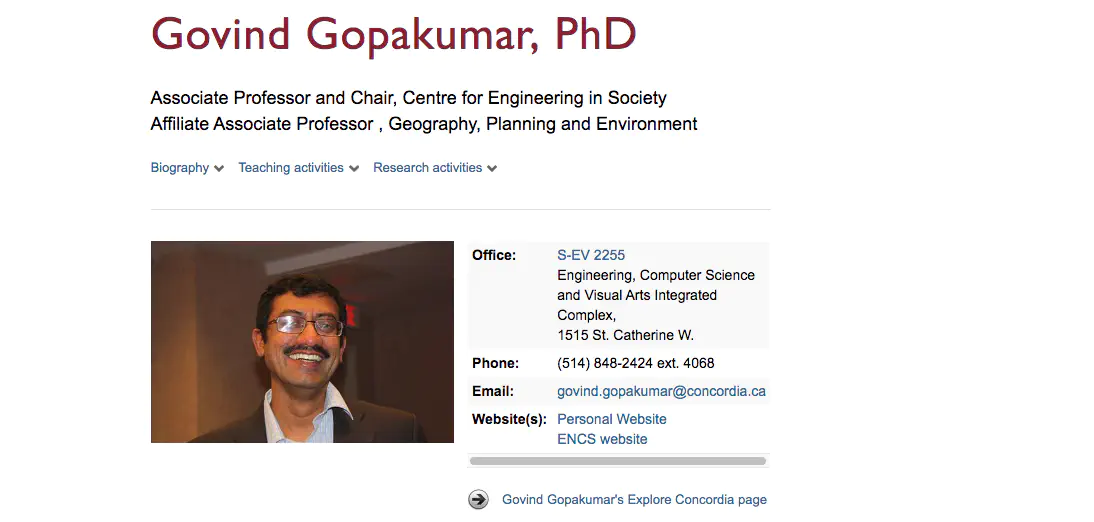 Govind Gopakumar, PhD
Associate Professor and Chair, Centre for Engineering in Society
Affiliate Associate Professor , Geography, Planning and Environment
Biography Teaching activities Research activities
Office: S-EV 2255
Engineering, Computer Science
and Visual Arts Integrated
Complex,
1515 St. Catherine W.
Phone: (514) 848-2424 ext. 4068
Email: govind.gopakumar@concordia.ca
Website(s): Personal Website
ENCS website
Govind Gopakumar's Explore Concordia page